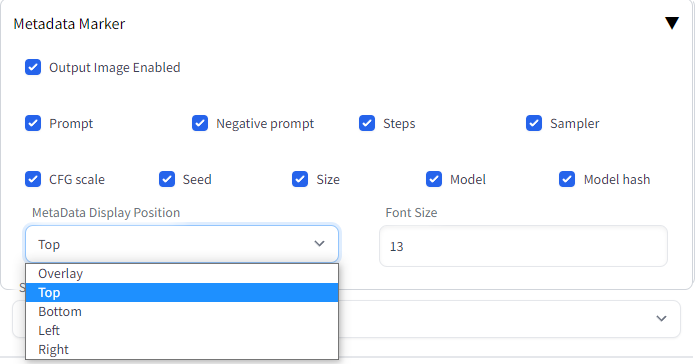 Metadata Marker
Output Image Enabled
Prompt Negative prompt Steps Sampler
CFG scale Seed Size Model Model hash
MetaData Display Position Font Size
Top 13
Overlay
Top
Bottom
Left
Right